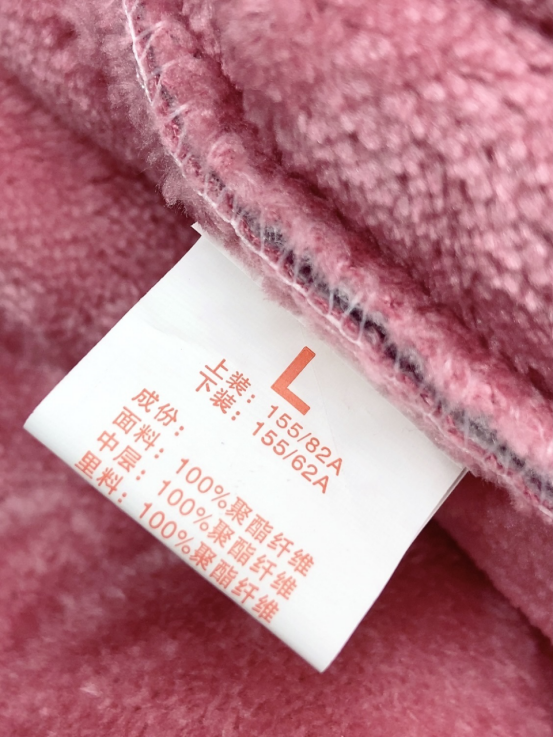 L
上装：155/82A
下装：155/62A
成份：
面料：100%聚酯纤维
中层：100%聚酯纤维
里料：100%聚酯纤维